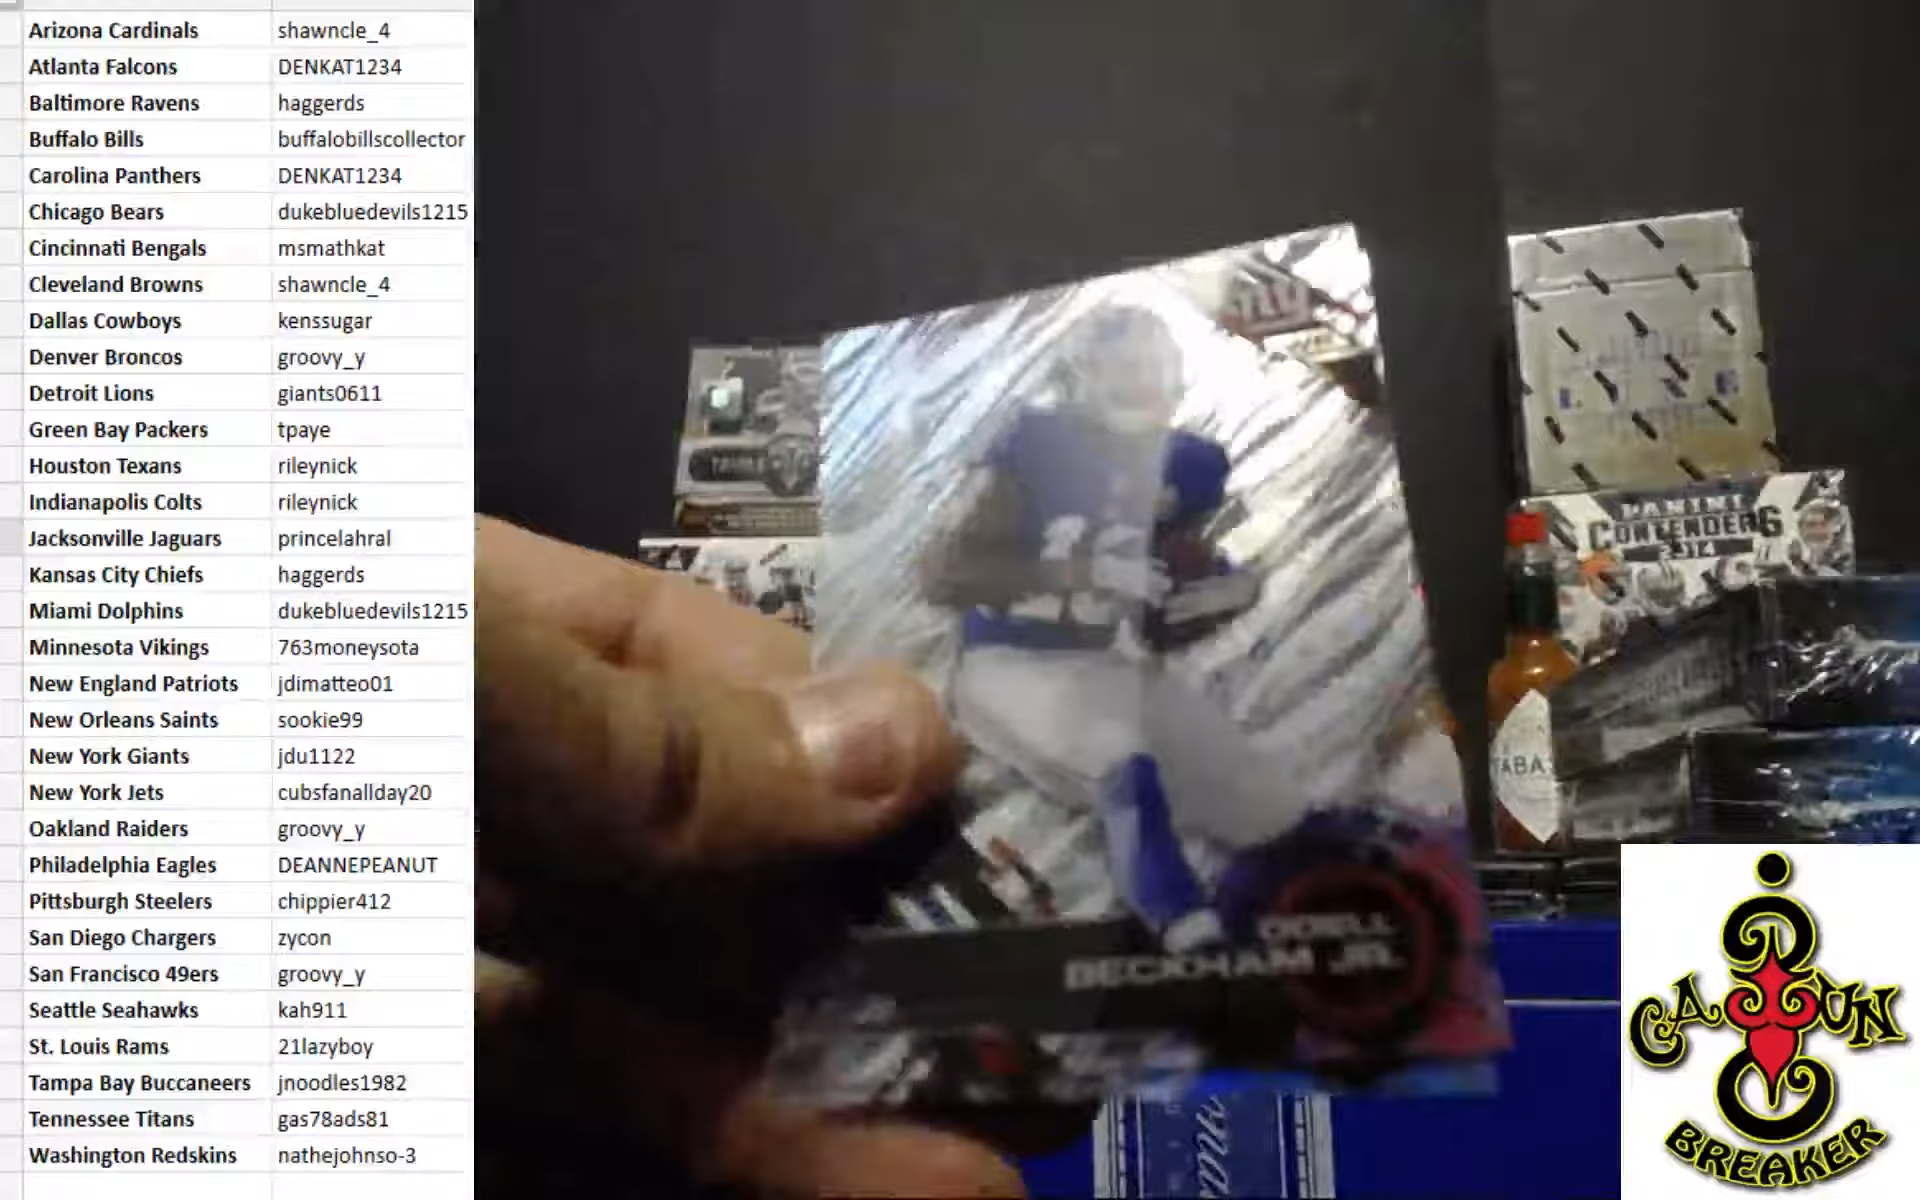 Arizona Cardinals shawncle_4
Atlanta Falcons DENKAT1234
Baltimore Ravens haggerds
Buffalo Bills buffalobillscollector
Carolina Panthers DENKAT1234
Chicago Bears dukebluedevils1215
Cincinnati Bengals msmathkat
Cleveland Browns shawncle_4
Dallas Cowboys kenssugar
Denver Broncos groovy_y
Detroit Lions giants0611
Green Bay Packers tpaye
Houston Texans rileynick
Indianapolis Colts rileynick
Jacksonville Jaguars princelahral
Kansas City Chiefs haggerds
Miami Dolphins dukebluedevils1215
Minnesota Vikings 763moneysota
New England Patriots jdimatteo01
New Orleans Saints sookie99
New York Giants jdu1122
New York Jets cubsfanallday20
Oakland Raiders groovy_y
Philadelphia Eagles DEANNEPEANUT
Pittsburgh Steelers chippier412
San Diego Chargers zycon
San Francisco 49ers groovy_y
Seattle Seahawks kah911
St. Louis Rams 21lazyboy
Tampa Bay Buccaneers jnoodles1982
Tennessee Titans gas78ads81
Washington Redskins nathejohnso-3
ny
ODELL
BECKHAM JR.
PANINI
CONTENDERS
2014
TABA
CAJUN
BREAKER